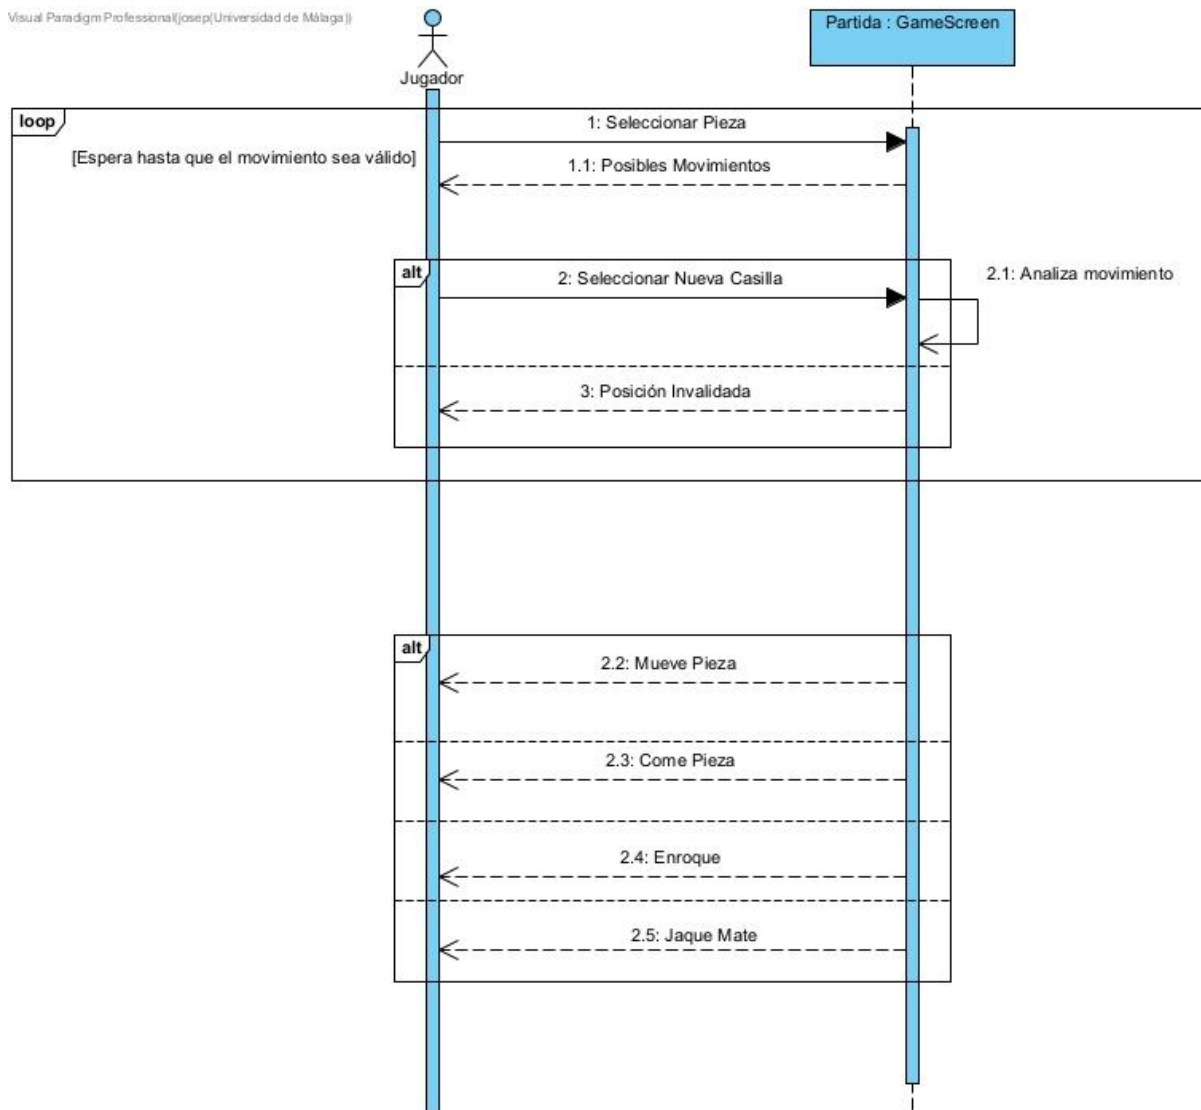 Visual Paradigm Professional(josep(Universidad de Málaga))
Partida : GameScreen
Jugador
loop
1: Seleccionar Pieza
[Espera hasta que el movimiento sea válido]
1.1: Posibles Movimientos
alt
2: Seleccionar Nueva Casilla
2.1: Analiza movimiento
3: Posición Invalidada
alt
2.2: Mueve Pieza
2.3: Come Pieza
2.4: Enroque
2.5: Jaque Mate